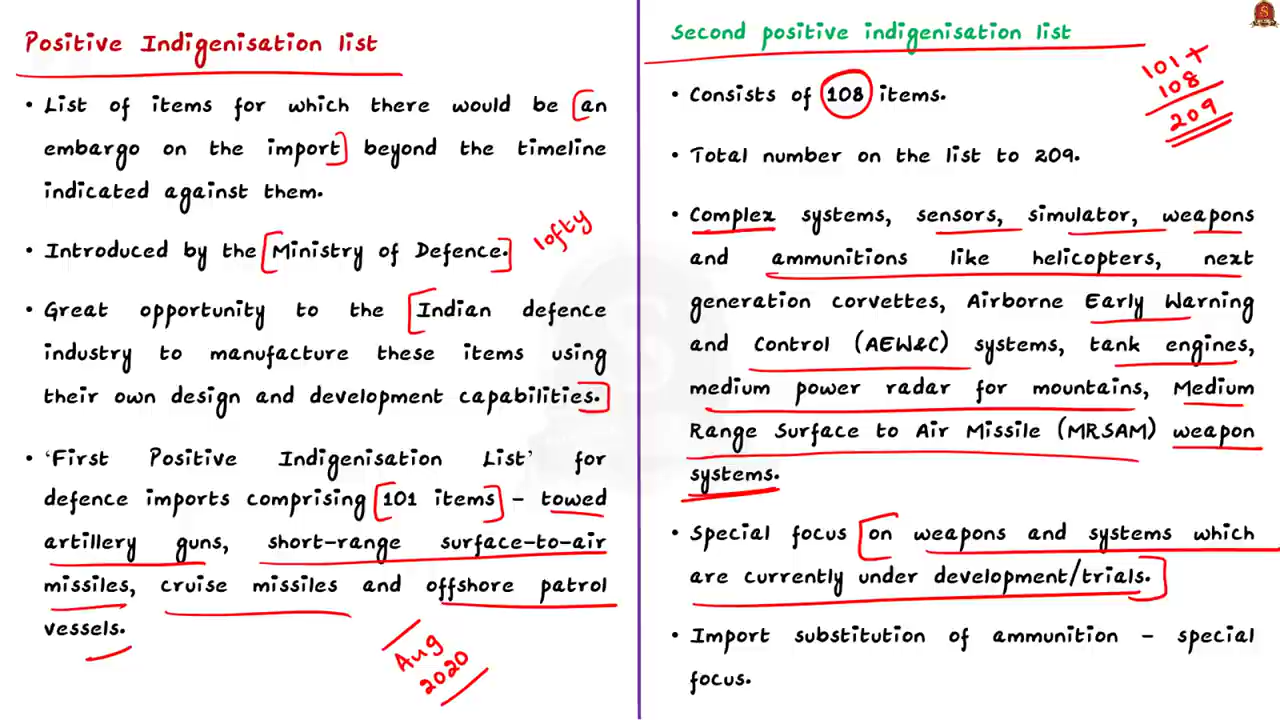 Positive Indigenisation list
• List of items for which there would be [an
embargo on the import] beyond the timeline
indicated against them.
• Introduced by the [Ministry of Defence.]
lofty
• Great opportunity to the [Indian defence
industry to manufacture these items using
their own design and development capabilities.]
• ‘First Positive Indigenisation List’ for
defence imports comprising [101 items] – towed
artillery guns, short-range surface-to-air
missiles, cruise missiles and offshore patrol
vessels.
Aug
2020
Second positive indigenisation list
101+
108
209
• Consists of 108 items.
• Total number on the list to 209.
• Complex systems, sensors, simulator, weapons
and ammunitions like helicopters, next
generation corvettes, Airborne Early Warning
and Control (AEW&C) systems, tank engines,
medium power radar for mountains, Medium
Range Surface to Air Missile (MRSAM) weapon
systems.
• Special focus [on weapons and systems which
are currently under development/trials.]
• Import substitution of ammunition – special
focus.